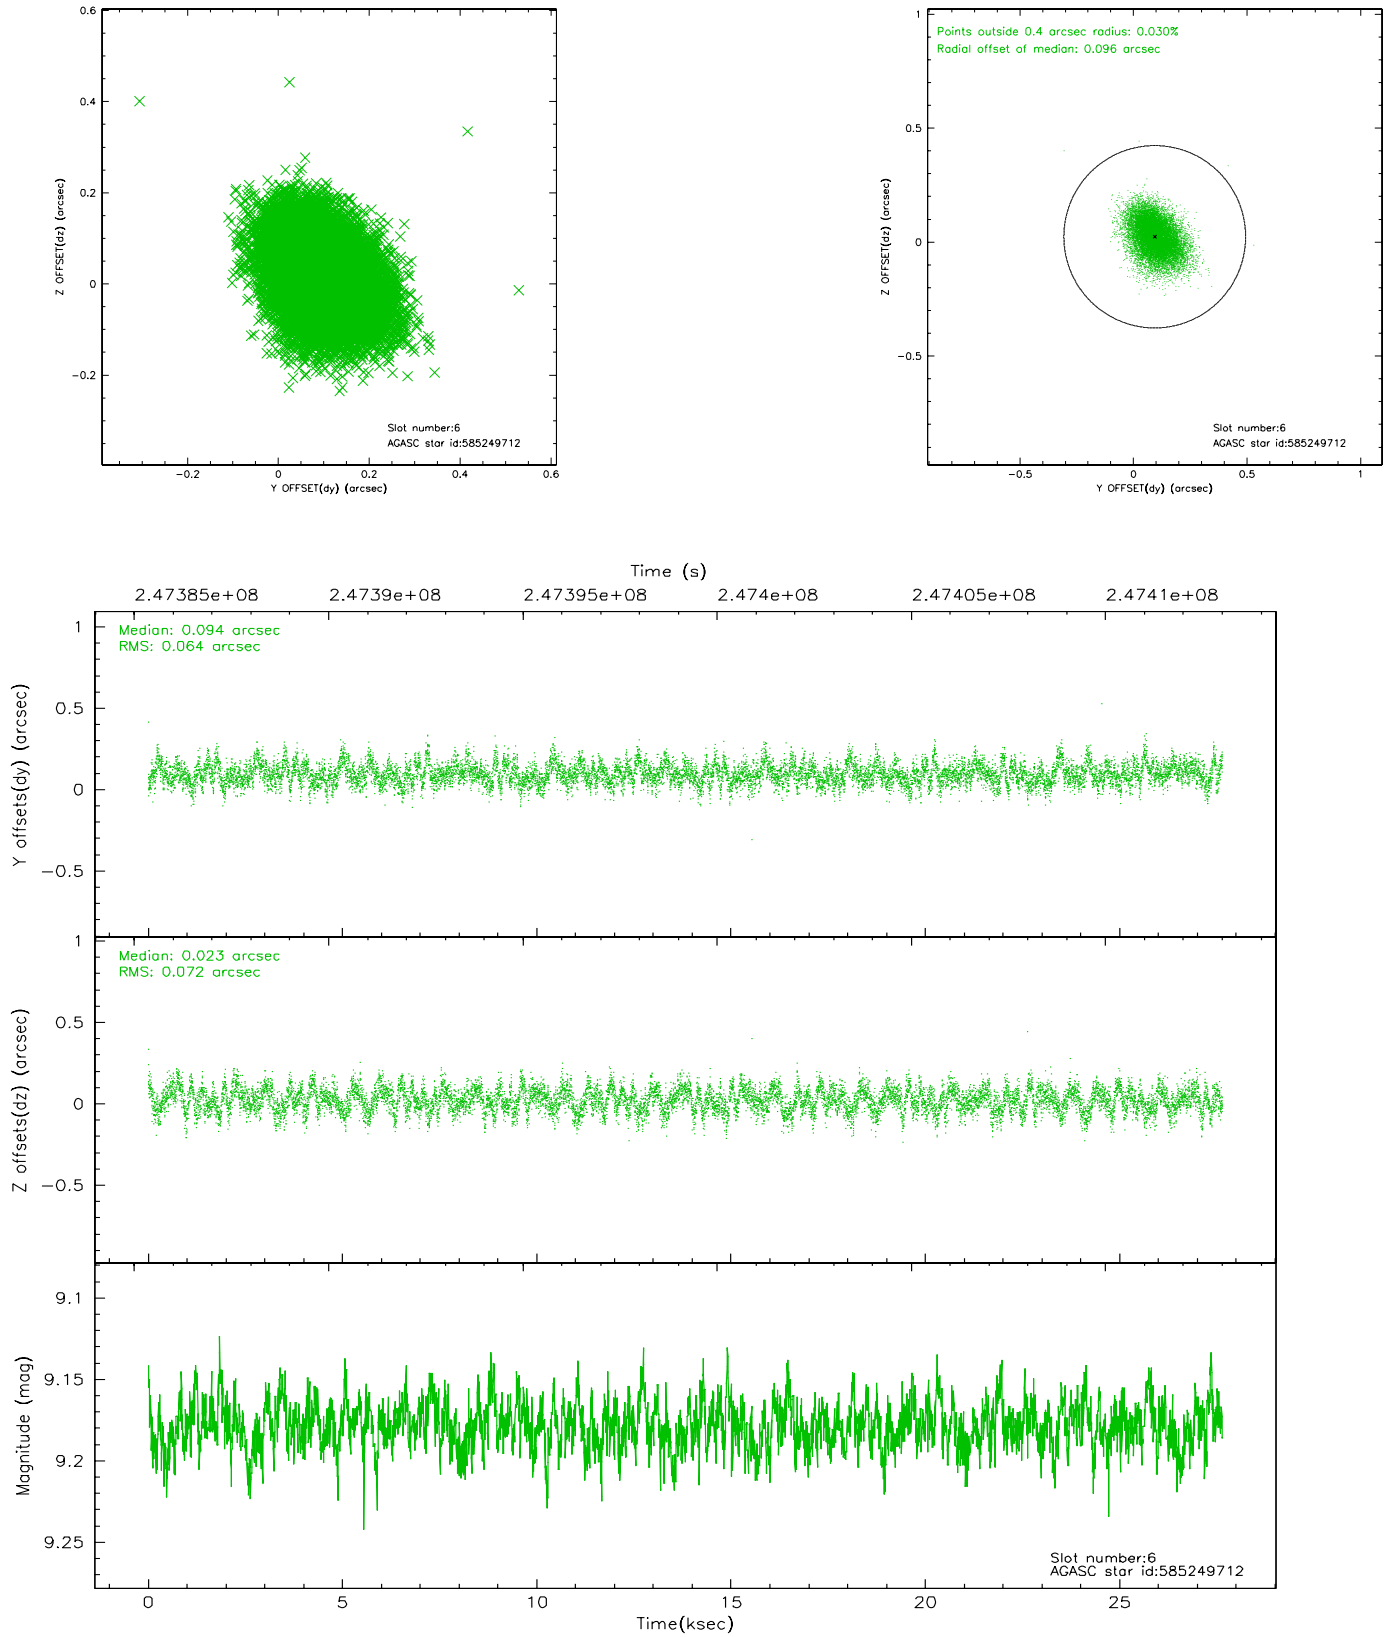 0.6
0.4
0.2
0
−0.2
Z OFFSET(dz) (arcsec)
Slot number:6
AGASC star id:585249712
−0.2 0 0.2 0.4 0.6
Y OFFSET(dy) (arcsec)
Points outside 0.4 arcsec radius: 0.030%
Radial offset of median: 0.096 arcsec
1
0.5
0
−0.5
Z OFFSET(dz) (arcsec)
Slot number:6
AGASC star id:585249712
−0.5 0 0.5 1
Y OFFSET(dy) (arcsec)
Time (s)
2.47385e+08 2.4739e+08 2.47395e+08 2.474e+08 2.47405e+08 2.4741e+08
Median: 0.094 arcsec
RMS: 0.064 arcsec
1
0.5
0
−0.5
Y offsets(dy) (arcsec)
Median: 0.023 arcsec
RMS: 0.072 arcsec
1
0.5
0
−0.5
Z offsets(dz) (arcsec)
9.1
9.15
9.2
9.25
Magnitude (mag)
Slot number:6
AGASC star id:585249712
0 5 10 15 20 25
Time(ksec)